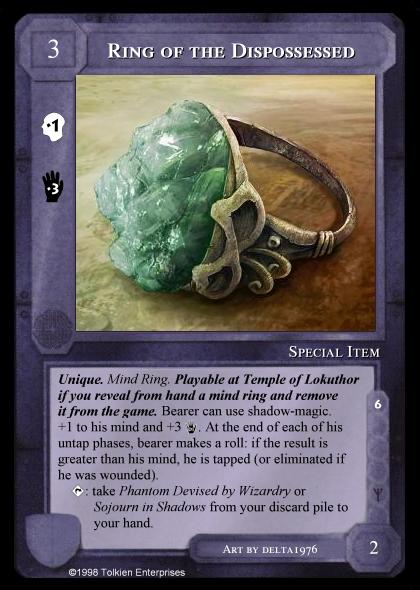 3
RING OF THE DISPOSSESSED
1
3
SPECIAL ITEM
Unique. Mind Ring. Playable at Temple of Lokuthor
if you reveal from hand a mind ring and remove
it from the game. Bearer can use shadow-magic.
+1 to his mind and +3 . At the end of each of his
untap phases, bearer makes a roll: if the result is
greater than his mind, he is tapped (or eliminated if
he was wounded).
: take Phantom Devised by Wizardry or
Sojourn in Shadows from your discard pile to
your hand.
6
ART BY DELTA1976
2
©1998 Tolkien Enterprises